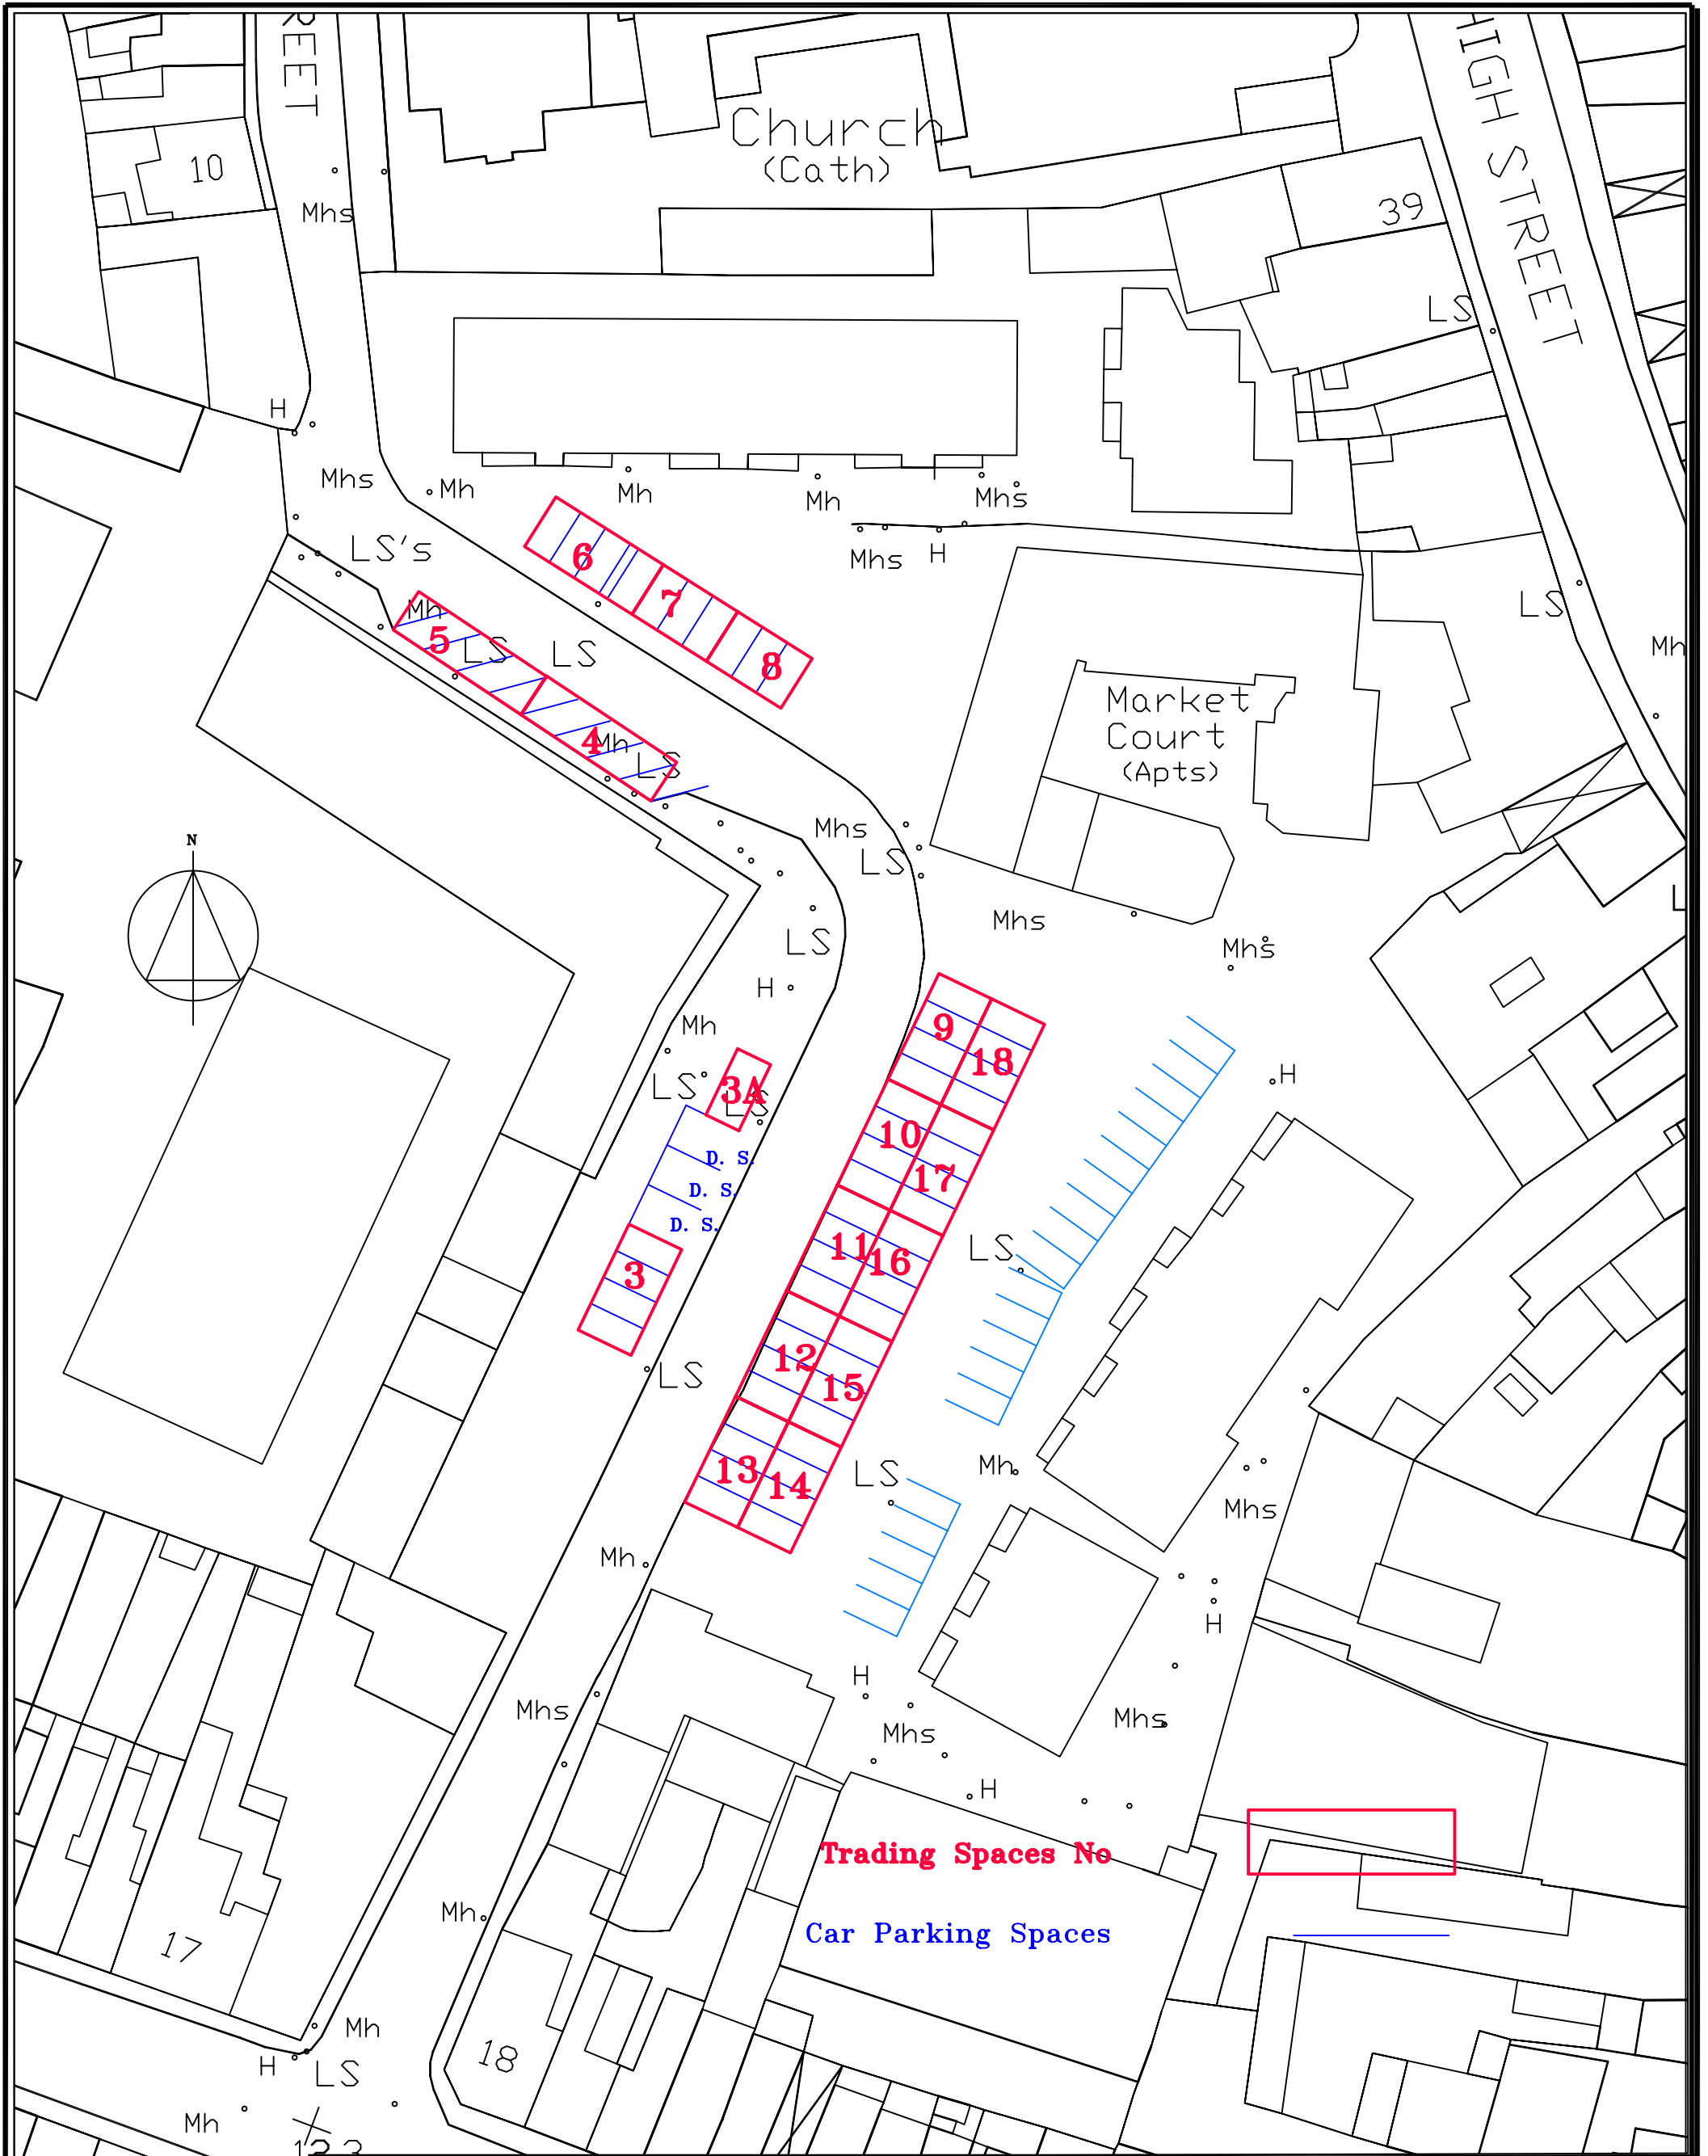 REET
HIGH STREET
Church
(Cath)
10
Mhs
39
LS
H
Mhs
Mh
Mh
Mh
Mhs
LS's
Mhs
H
6
7
8
Mh
5
LS
LS
LS
Mh
4
Mh
LS
Market
Court
(Apts)
N
Mhs
LS
Mhs
Mhs
LS
H
Mh
LS
3A
LS
9
18
H
D. S.
D. S.
D. S.
10
17
3
11
16
LS
LS
12
15
13
14
LS
Mh
Mhs
Mh
H
H
Mhs
Mhs
Mhs
H
Trading Spaces No
Car Parking Spaces
Mh
17
18
Mh
H
LS
Mh